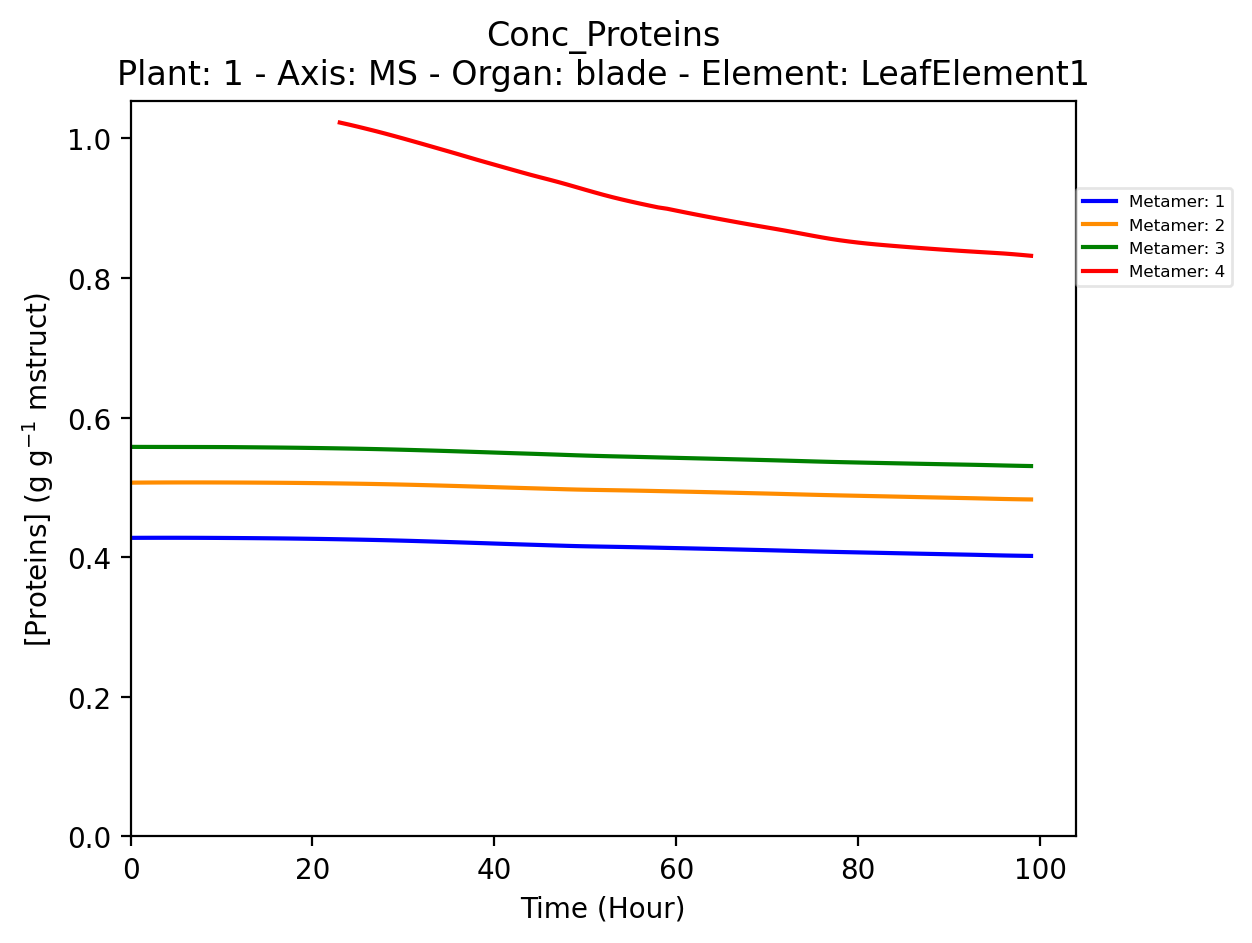 Conc_Proteins
Plant: 1 - Axis: MS - Organ: blade - Element: LeafElement1
1.0
0.8
0.6
0.4
0.2
0.0
[Proteins] (g g⁻¹ mstruct)
0 20 40 60 80 100
Time (Hour)
Metamer: 1
Metamer: 2
Metamer: 3
Metamer: 4